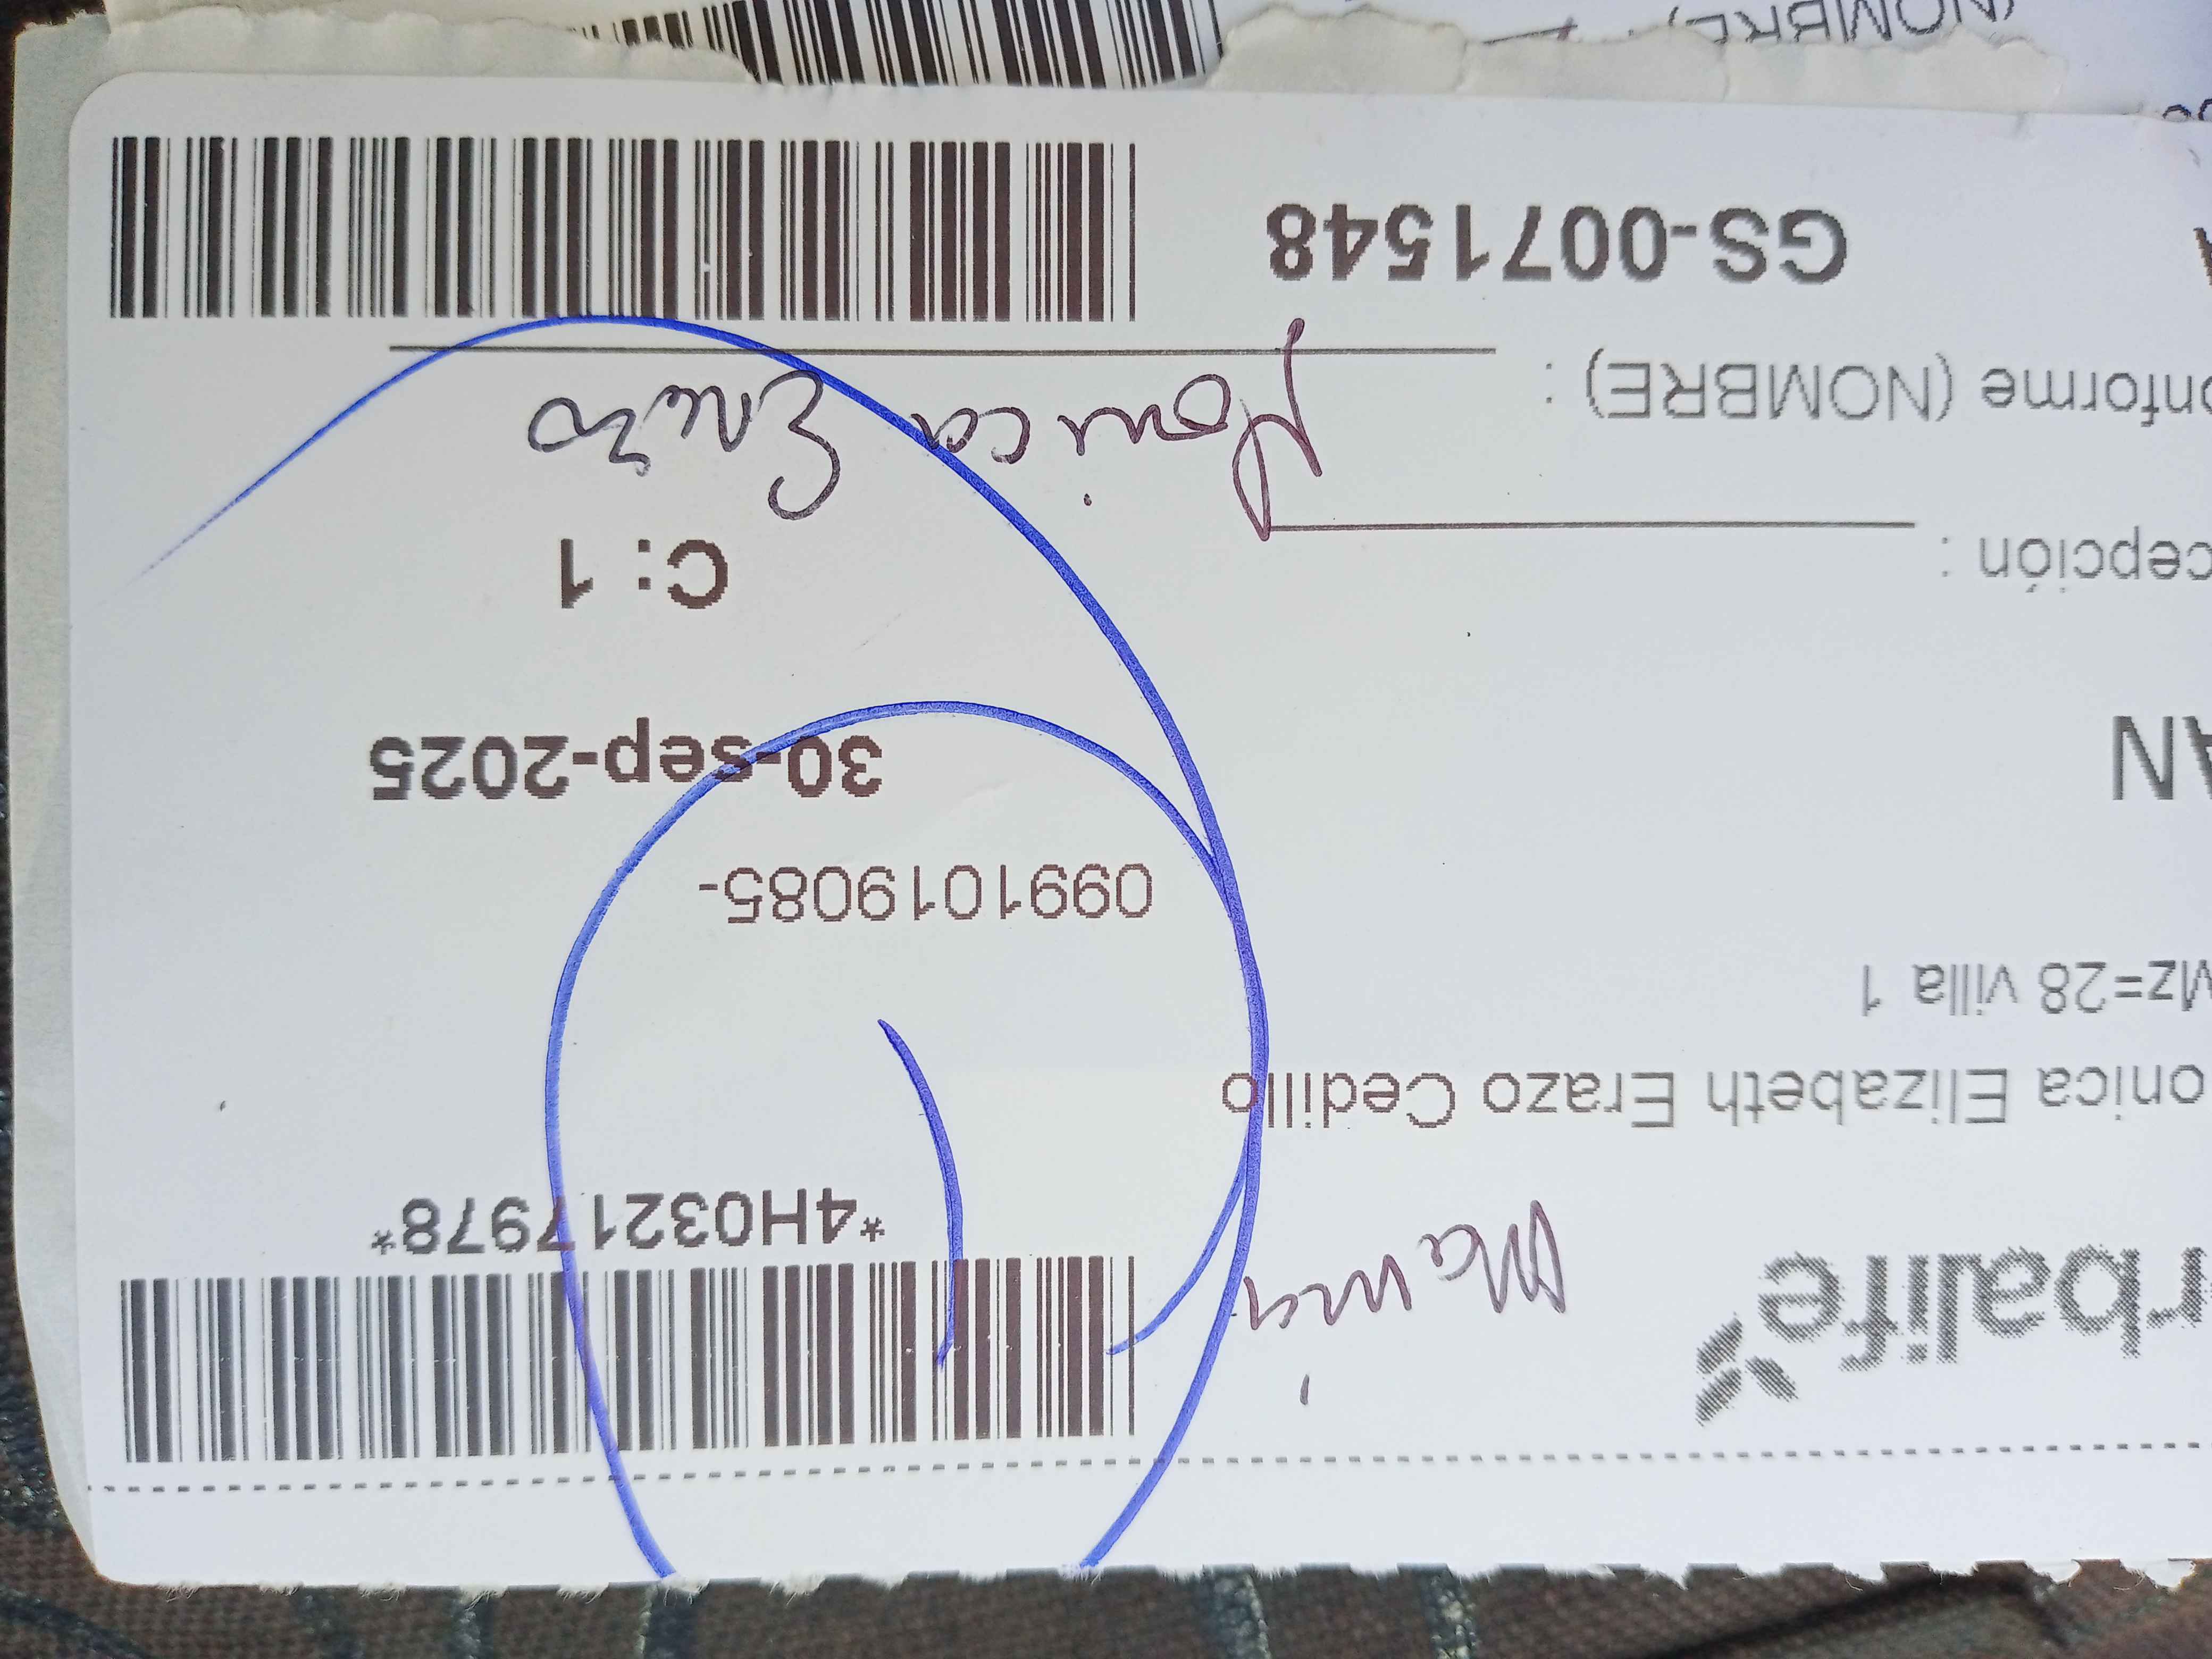 rbalife
Maria
*4H03217978*
onica Elizabeth Erazo Cedillo
Mz=28 villa 1
0991019085-
AN
30-sep-2025
C: 1
cepción :
onforme (NOMBRE) :
Monica Erazo
GS-0071548
(NOMBRE)